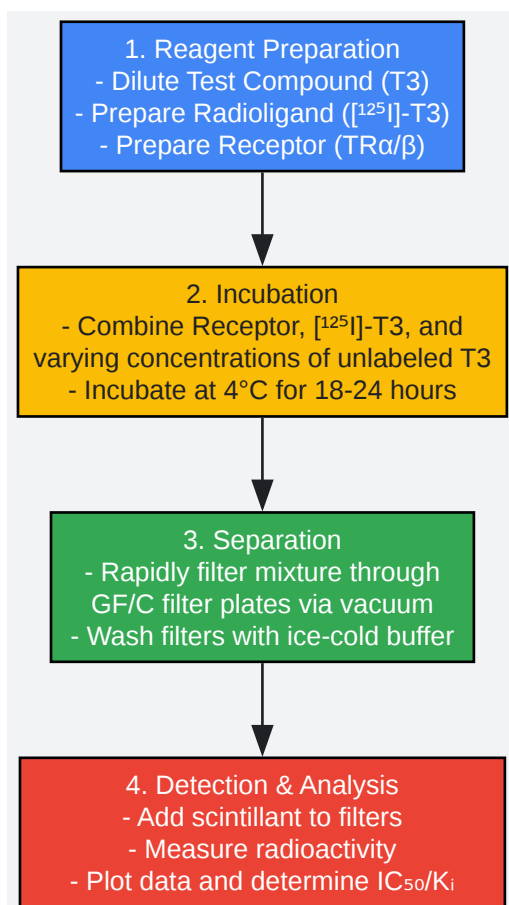 1. Reagent Preparation
- Dilute Test Compound (T3)
- Prepare Radioligand ([¹²⁵I]-T3)
- Prepare Receptor (TRα/β)
2. Incubation
- Combine Receptor, [¹²⁵I]-T3, and
varying concentrations of unlabeled T3
- Incubate at 4°C for 18-24 hours
3. Separation
- Rapidly filter mixture through
GF/C filter plates via vacuum
- Wash filters with ice-cold buffer
4. Detection & Analysis
- Add scintillant to filters
- Measure radioactivity
- Plot data and determine IC₅₀/Kᵢ